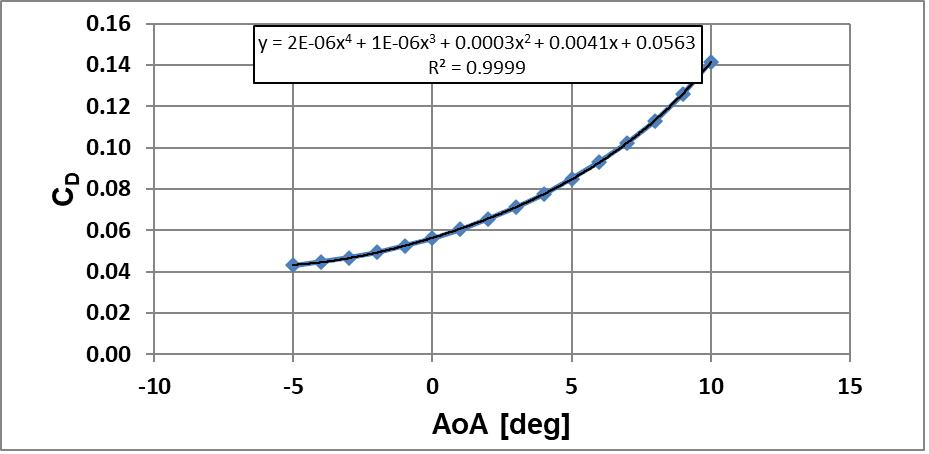 y = 2E-06x⁴ + 1E-06x³ + 0.0003x² + 0.0041x + 0.0563
R² = 0.9999
0.16
0.14
0.12
0.10
0.08
0.06
0.04
0.02
0.00
C_D
-10 -5 0 5 10 15
AoA [deg]